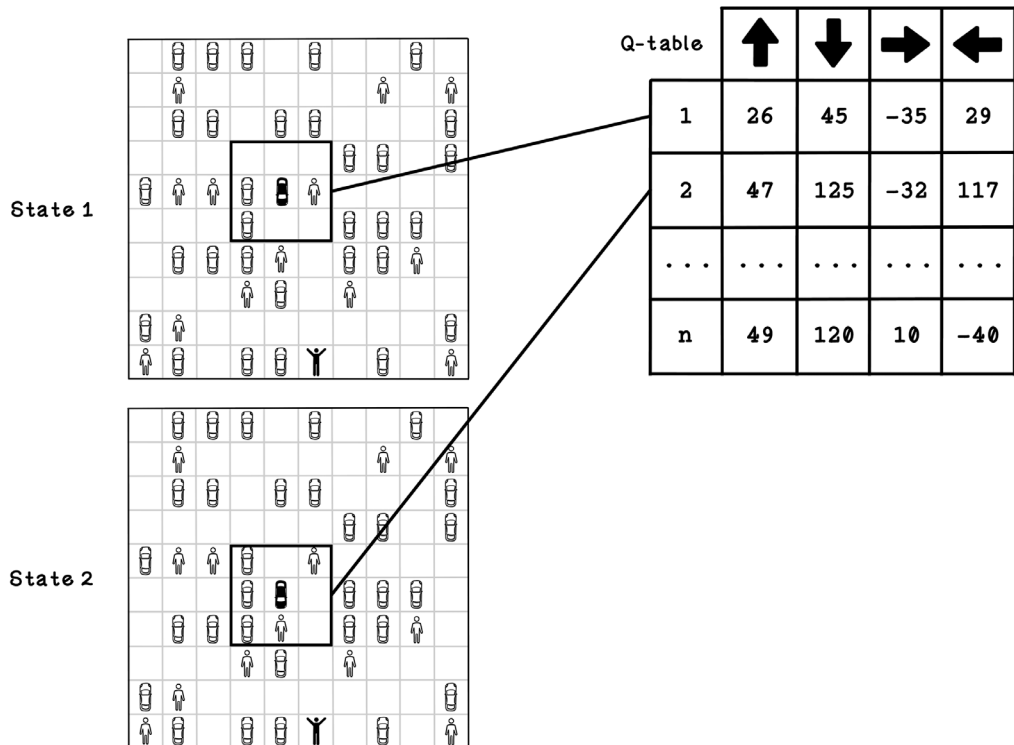 Q-table
1 26 45 -35 29
State 1
2 47 125 -32 117
... ... ... ... ...
n 49 120 10 -40
State 2